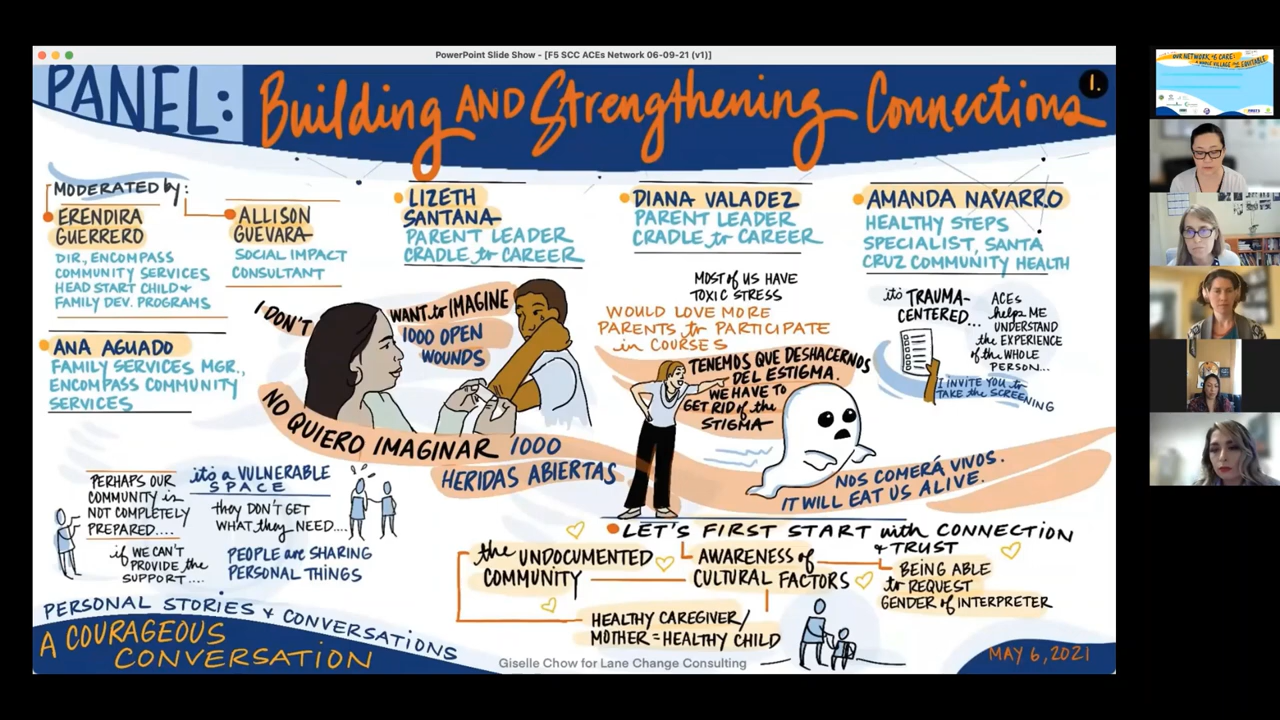 PowerPoint Slide Show - [F5 SCC ACEs Network 06-09-21 (v1)]
PANEL:
Building AND Strengthening Connections
1.
MODERATED by:
ERENDIRA
GUERRERO
DIR., ENCOMPASS
COMMUNITY SERVICES
HEAD START CHILD &
FAMILY DEV. PROGRAMS
ALLISON
GUEVARA
SOCIAL IMPACT
CONSULTANT
LIZETH
SANTANA
PARENT LEADER
CRADLE to CAREER
DIANA VALADEZ
PARENT LEADER
CRADLE to CAREER
AMANDA NAVARRO
HEALTHY STEPS
SPECIALIST, SANTA
CRUZ COMMUNITY HEALTH
ANA AGUADO
FAMILY SERVICES MGR.,
ENCOMPASS COMMUNITY
SERVICES
I DON'T
WANT to IMAGINE
1000 OPEN
WOUNDS
NO QUIERO IMAGINAR 1000
HERIDAS ABIERTAS
MOST of US HAVE
TOXIC STRESS
WOULD LOVE MORE
PARENTS to PARTICIPATE
in COURSES
TENEMOS QUE DESHACERNOS
DEL ESTIGMA.
WE HAVE TO
GET RID of the
STIGMA
NOS COMERÁ VIVOS.
IT WILL EAT US ALIVE.
it's TRAUMA-
CENTERED...
ACES
helps ME
UNDERSTAND
the EXPERIENCE
of the WHOLE
PERSON...
I INVITE YOU to
TAKE the SCREENING
PERHAPS OUR
COMMUNITY is
NOT COMPLETELY
PREPARED....
if WE CAN'T
PROVIDE the
SUPPORT....
it's a VULNERABLE
SPACE
they DON'T GET
WHAT they NEED....
PEOPLE are SHARING
PERSONAL THINGS
LET'S FIRST START with CONNECTION
& TRUST
the UNDOCUMENTED
COMMUNITY
AWARENESS of
CULTURAL FACTORS
BEING ABLE
to REQUEST
GENDER of INTERPRETER
HEALTHY CAREGIVER/
MOTHER = HEALTHY CHILD
PERSONAL STORIES & CONVERSATIONS
A COURAGEOUS
CONVERSATION
Giselle Chow for Lane Change Consulting
MAY 6, 2021
OUR NETWORK of CARE:
A WHOLE VILLAGE that's EQUITABLE